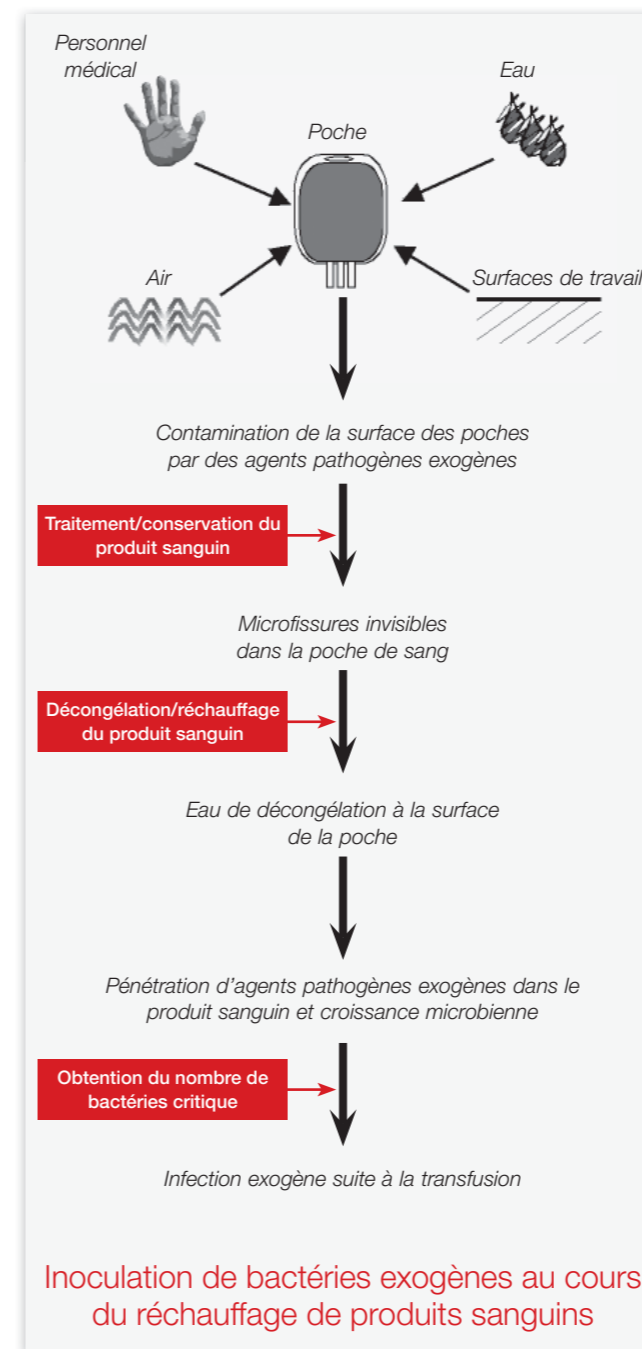 Personnel
médical
Eau
Poche
Air
Surfaces de travail
Contamination de la surface des poches
par des agents pathogènes exogènes
Traitement/conservation du
produit sanguin
Microfissures invisibles
dans la poche de sang
Décongélation/réchauffage
du produit sanguin
Eau de décongélation à la surface
de la poche
Pénétration d’agents pathogènes exogènes dans le
produit sanguin et croissance microbienne
Obtention du nombre de
bactéries critique
Infection exogène suite à la transfusion
Inoculation de bactéries exogènes au cours
du réchauffage de produits sanguins